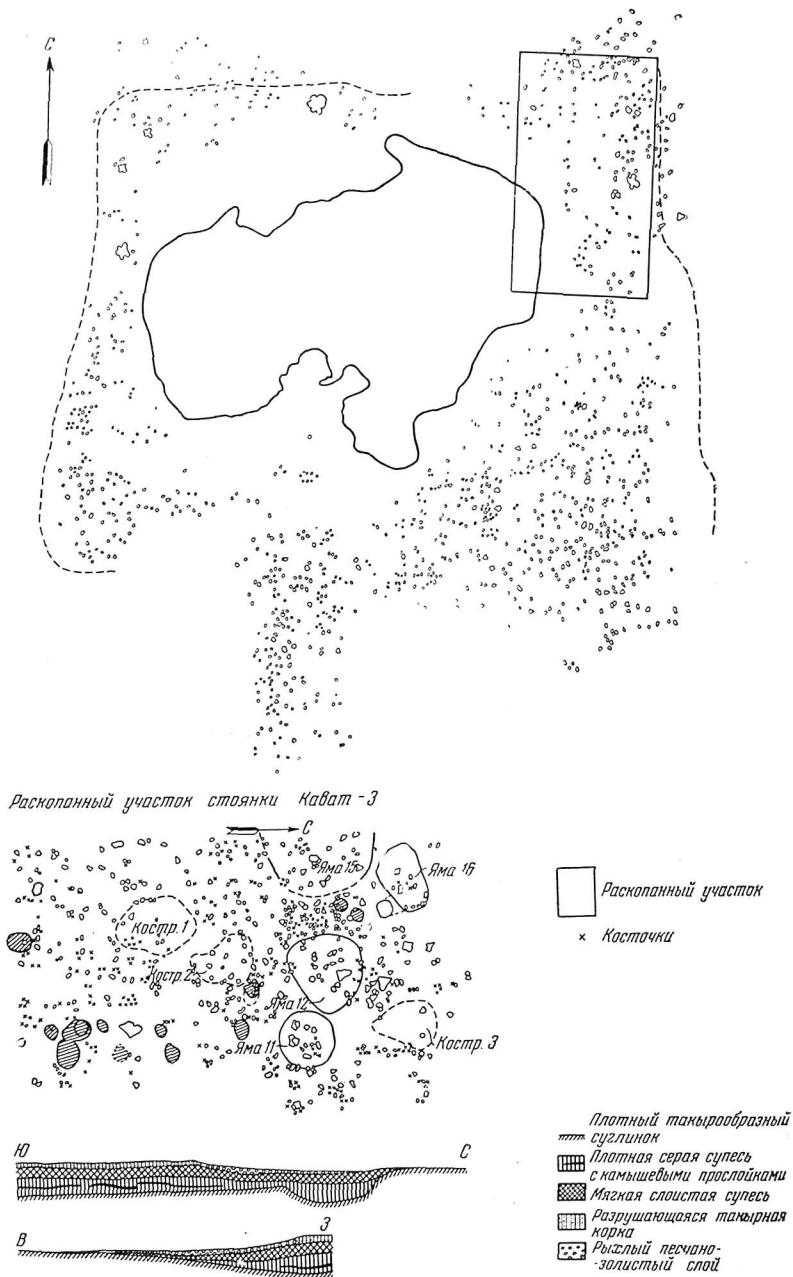 С
Раскопанный участок стоянки Кават-3
С
Яма 15
Яма 16
Костр. 1
Костр. 2
Яма 12
Яма 11
Костр. 3
Раскопанный участок
× Косточки
Ю
С
З
В
Плотный такырообразный
суглинок
Плотная серая супесь
с камышевыми прослойками
Мягкая слоистая супесь
Разрушающаяся такырная
корка
Рыхлый песчано-
-золистый слой